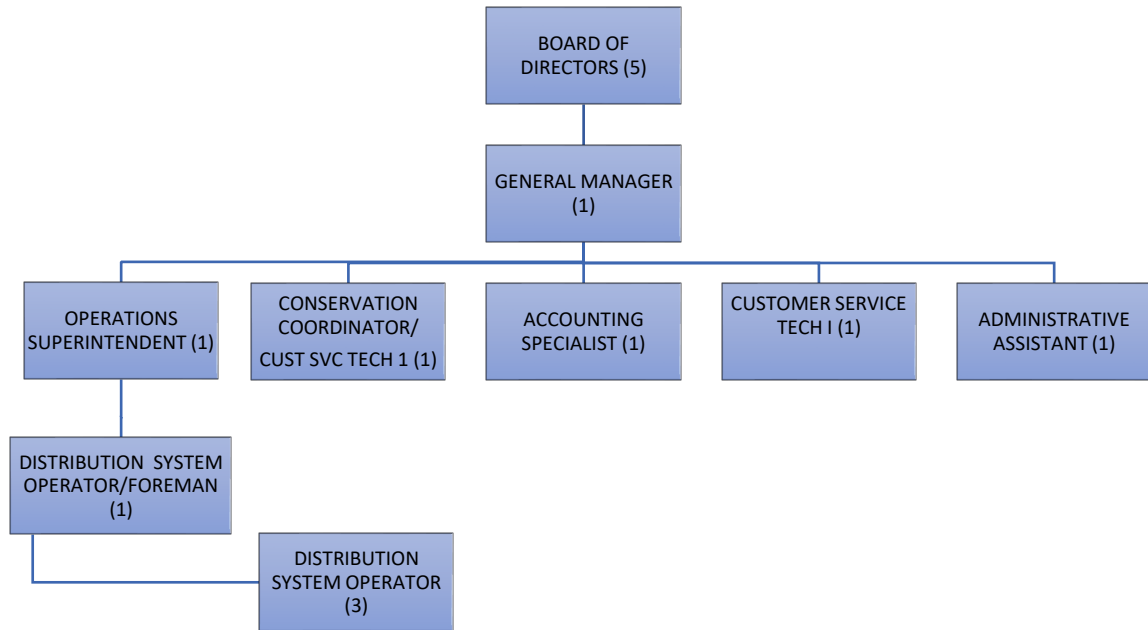 BOARD OF
DIRECTORS (5)
GENERAL MANAGER
(1)
OPERATIONS
SUPERINTENDENT (1)
CONSERVATION
COORDINATOR/
CUST SVC TECH 1 (1)
ACCOUNTING
SPECIALIST (1)
CUSTOMER SERVICE
TECH I (1)
ADMINISTRATIVE
ASSISTANT (1)
DISTRIBUTION SYSTEM
OPERATOR/FOREMAN
(1)
DISTRIBUTION
SYSTEM OPERATOR
(3)